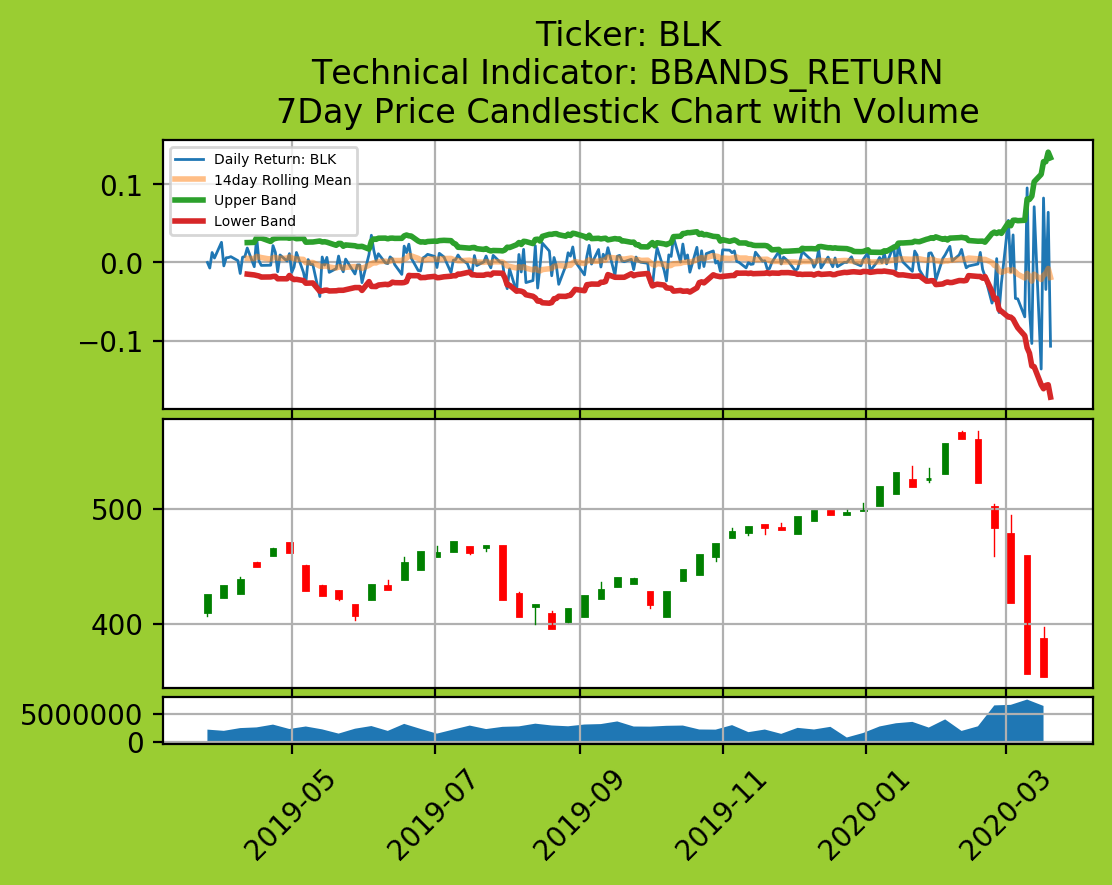 Ticker: BLK
Technical Indicator: BBANDS_RETURN
7Day Price Candlestick Chart with Volume
Daily Return: BLK
14day Rolling Mean
Upper Band
Lower Band
0.1
0.0
−0.1
500
400
5000000
0
2019-05
2019-07
2019-09
2019-11
2020-01
2020-03